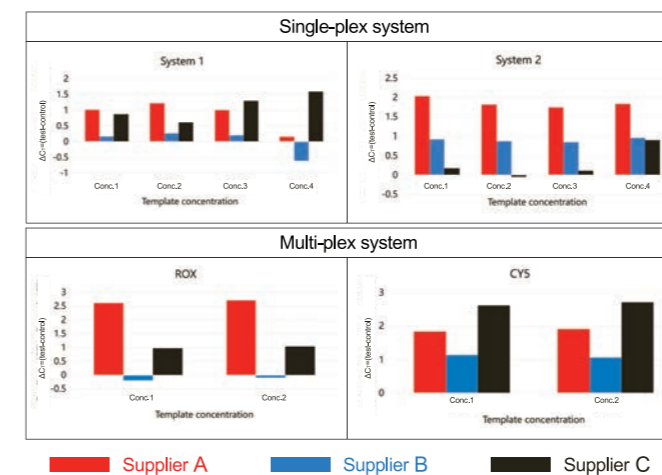 Single-plex system
System 1
2
1.5
1
0.5
0
-0.5
-1
ΔCₜ=(test-control)
Conc.1 Conc.2 Conc.3 Conc.4
Template concentration
System 2
2.5
2
1.5
1
0.5
0
-0.5
ΔCₜ=(test-control)
Conc.1 Conc.2 Conc.3 Conc.4
Template concentration
Multi-plex system
ROX
3
2.5
2
1.5
1
0.5
0
-0.5
ΔCₜ=(test-control)
Conc.1 Conc.2
Template concentration
CY5
3
2
1
0
ΔCₜ=(test-control)
Conc.1 Conc.2
Template concentration
Supplier A Supplier B Supplier C